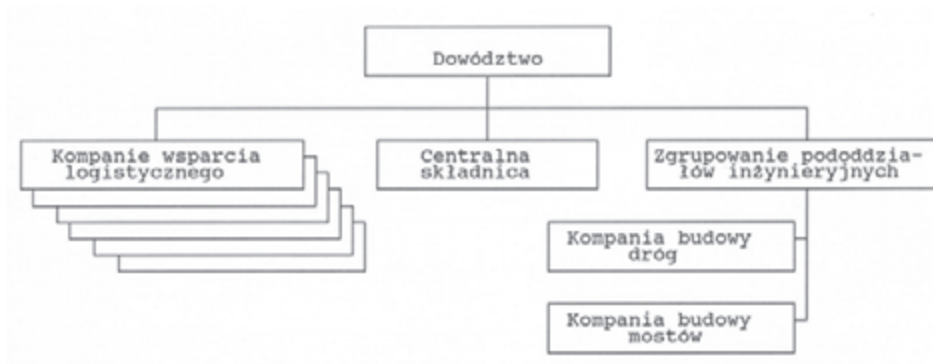 Dowództwo
Kompanie wsparcia
logistycznego
Centralna
składnica
Zgrupowanie pododdzia-
łów inżynieryjnych
Kompania budowy
dróg
Kompania budowy
mostów